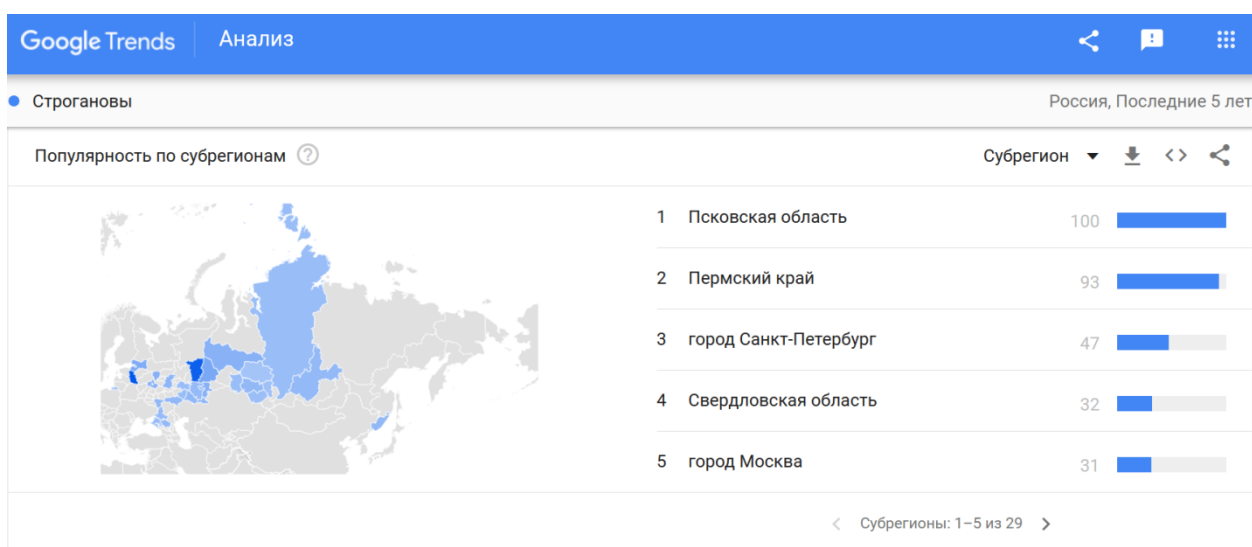 Google Trends Анализ
Строгановы Россия, Последние 5 лет
Популярность по субрегионам ? Субрегион
1 Псковская область 100
2 Пермский край 93
3 город Санкт-Петербург 47
4 Свердловская область 32
5 город Москва 31
Субрегионы: 1–5 из 29